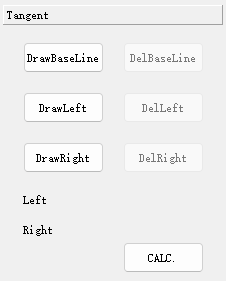 Tangent
DrawBaseLine DelBaseLine
DrawLeft DelLeft
DrawRight DelRight
Left
Right
CALC.